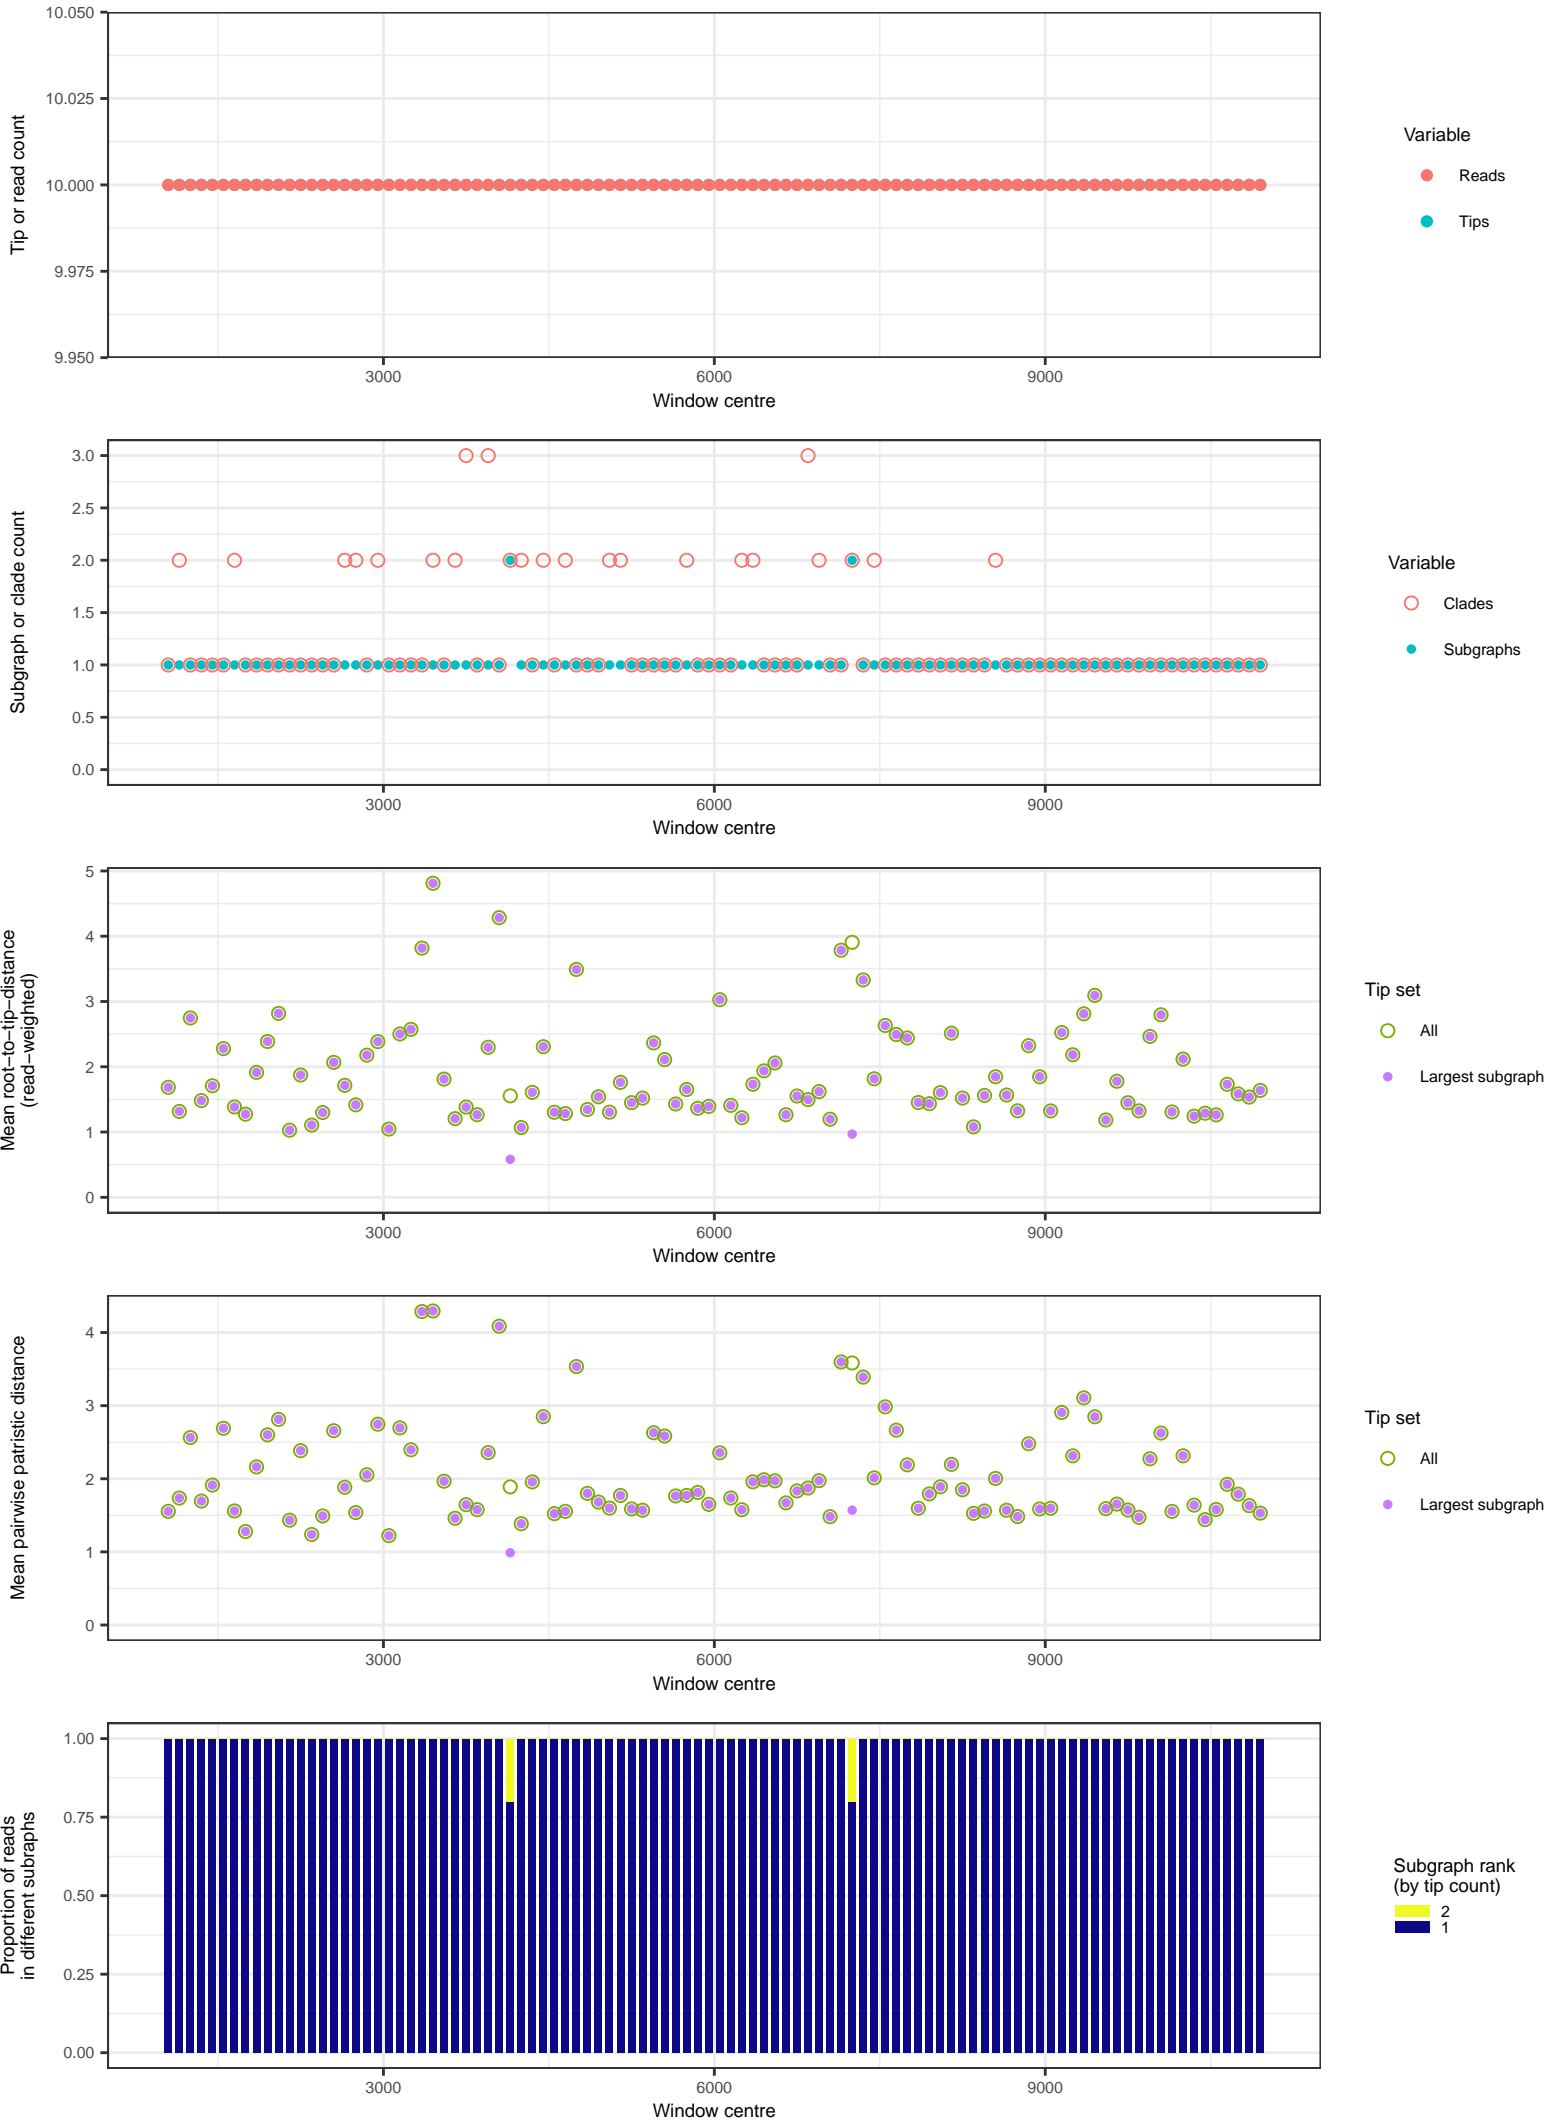 10.050
10.025
10.000
9.975
9.950
Tip or read count
3000
6000
9000
Window centre
Variable
Reads
Tips
3.0
2.5
2.0
1.5
1.0
0.5
0.0
Subgraph or clade count
3000
6000
9000
Window centre
Variable
Clades
Subgraphs
5
4
3
2
1
0
Mean root−to−tip−distance
(read−weighted)
3000
6000
9000
Window centre
Tip set
All
Largest subgraph
4
3
2
1
0
Mean pairwise patristic distance
3000
6000
9000
Window centre
Tip set
All
Largest subgraph
1.00
0.75
0.50
0.25
0.00
Proportion of reads
in different subraphs
3000
6000
9000
Window centre
Subgraph rank
(by tip count)
2
1